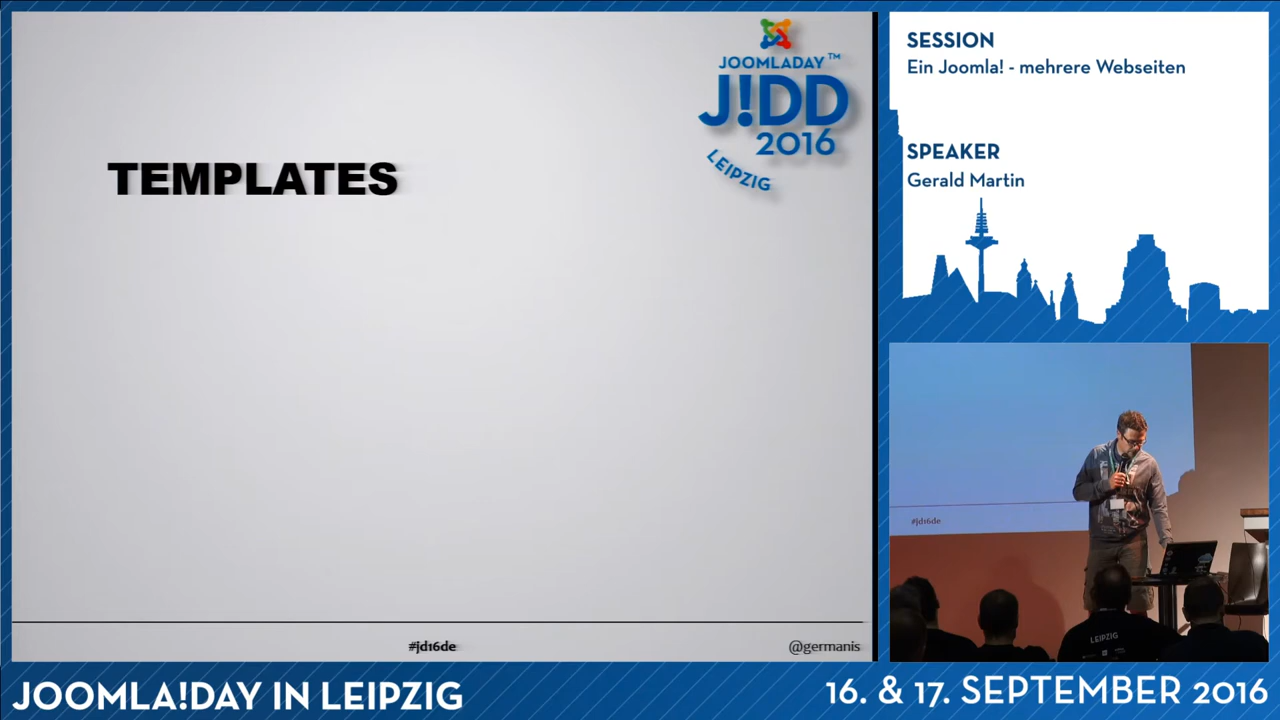 JOOMLADAY™
J!DD
2016
LEIPZIG
TEMPLATES
#jd16de
@germanis
SESSION
Ein Joomla! - mehrere Webseiten
SPEAKER
Gerald Martin
#jd16de
LEIPZIG
JOOMLA!DAY IN LEIPZIG
16. & 17. SEPTEMBER 2016